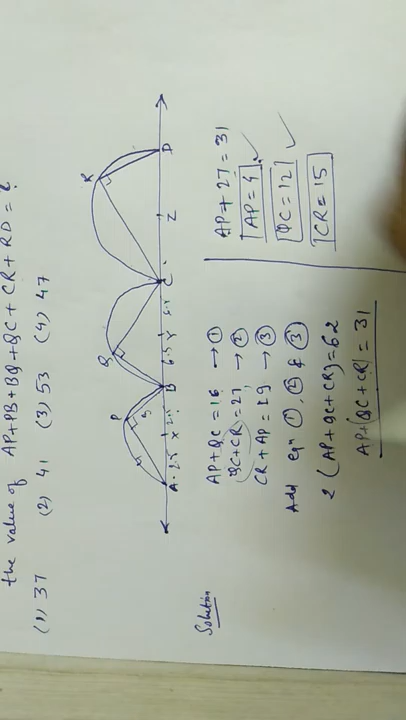 the value of AP+PB+BQ+QC+CR+RD = ?
(1) 37 (2) 41 (3) 53 (4) 47
A 2.5 X 2.5 B 6.5 Y C Z D
P Q R
Solution
AP+QC = 16 → ①
QC+CR = 27 → ②
CR+AP = 19 → ③
Add eqn ①, ② & ③
2 (AP+QC+CR) = 62
AP+(QC+CR) = 31
AP+27 = 31
AP = 4
QC = 12
CR = 15